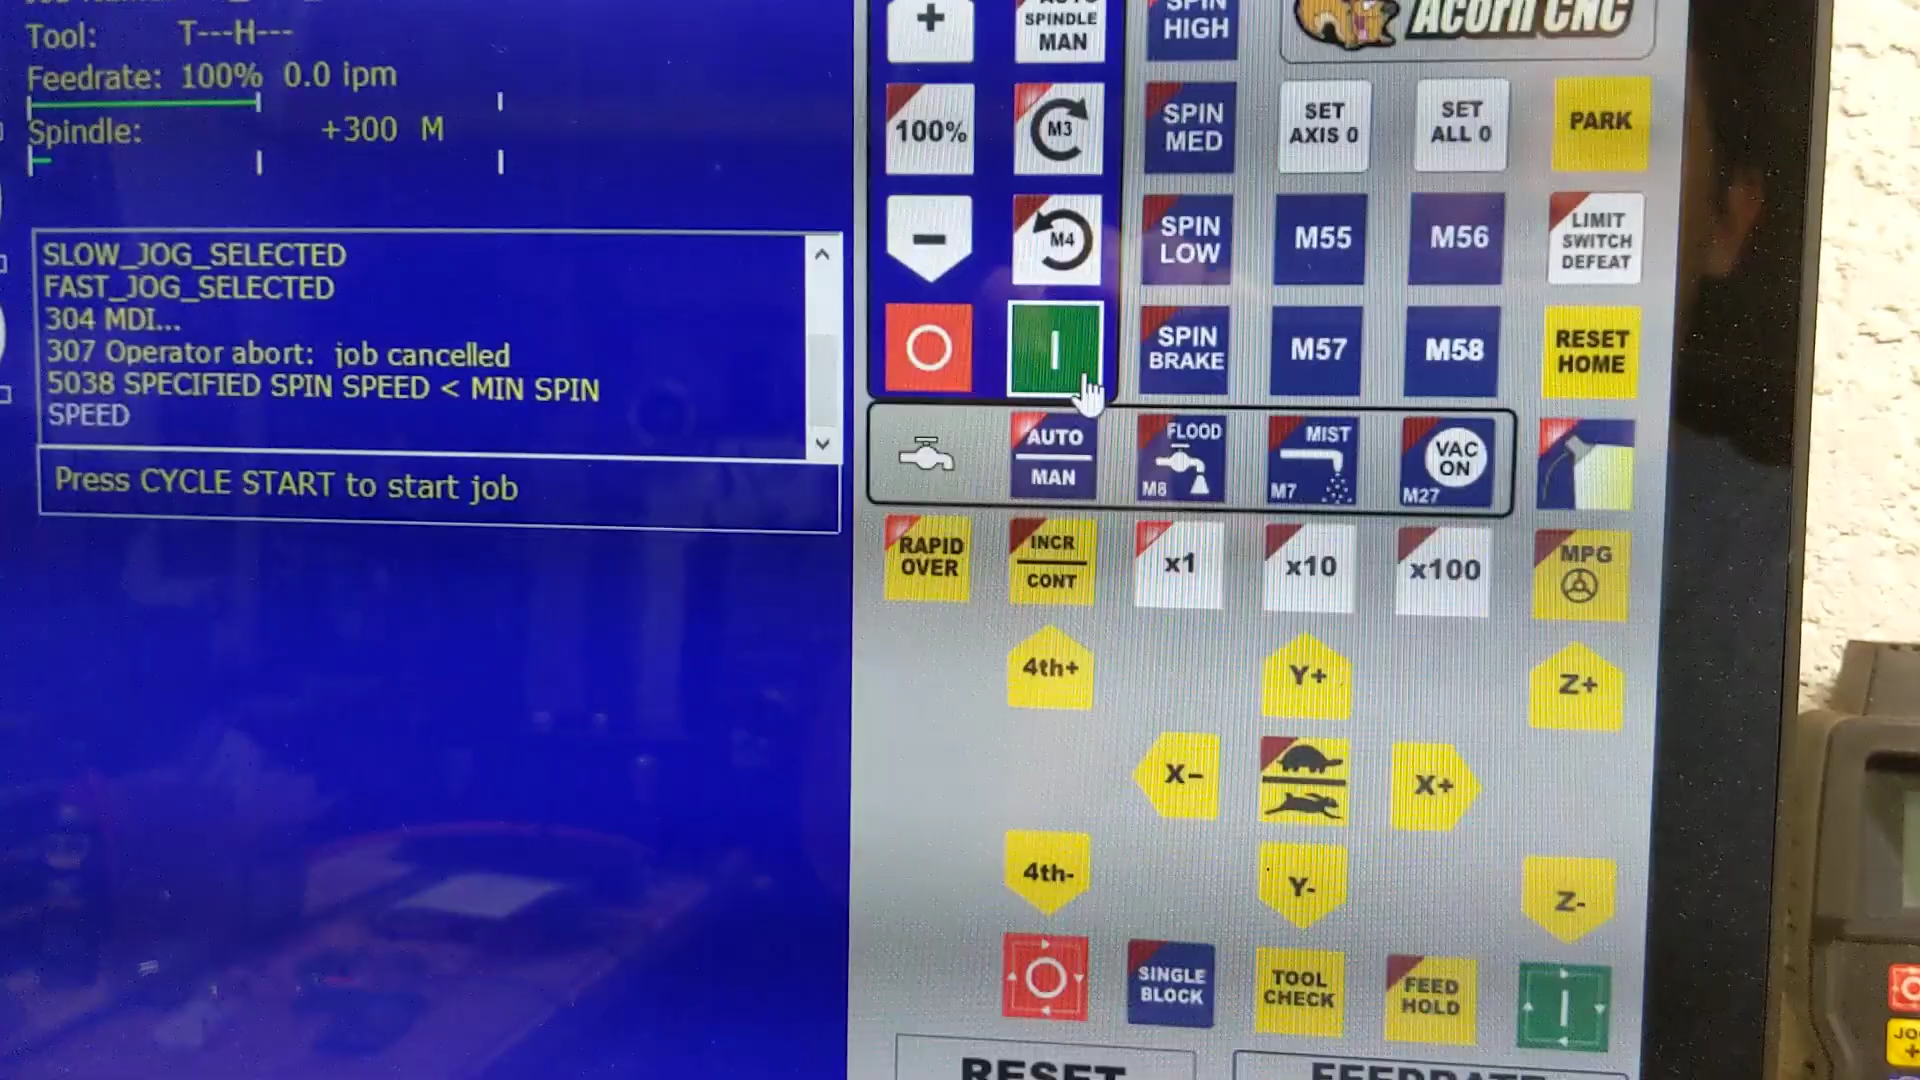 Tool: T---H---
Feedrate: 100% 0.0 ipm
Spindle: +300 M
SLOW_JOG_SELECTED
FAST_JOG_SELECTED
304 MDI...
307 Operator abort: job cancelled
5038 SPECIFIED SPIN SPEED < MIN SPIN
SPEED
Press CYCLE START to start job
+
SPINDLE
MAN
SPIN
HIGH
Acorn CNC
100%
M3
SPIN
MED
SET
AXIS 0
SET
ALL 0
PARK
M4
SPIN
LOW
M55
M56
LIMIT
SWITCH
DEFEAT
SPIN
BRAKE
M57
M58
RESET
HOME
AUTO
MAN
FLOOD
M8
MIST
M7
VAC
ON
M27
RAPID
OVER
INCR
CONT
x1
x10
x100
MPG
4th+
Y+
Z+
X-
X+
4th-
Y-
Z-
SINGLE
BLOCK
TOOL
CHECK
FEED
HOLD
RESET
FEEDRATE